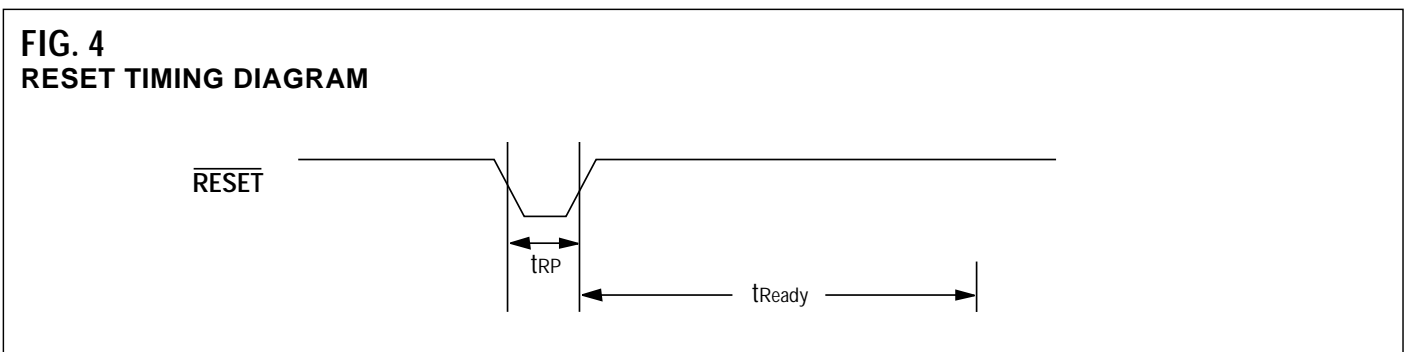 FIG. 4
RESET TIMING DIAGRAM
RESET
tRP
tReady